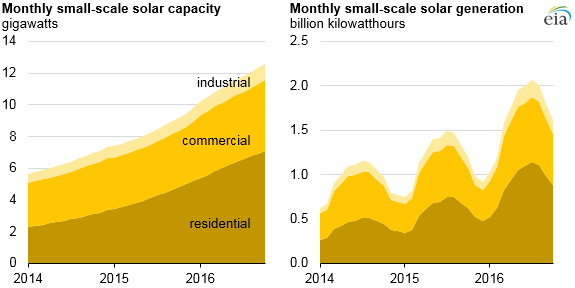 Monthly small-scale solar capacity
gigawatts
14
12
10
8
6
4
2
0
industrial
commercial
residential
2014
2015
2016
Monthly small-scale solar generation
billion kilowatthours
eia
2.5
2.0
1.5
1.0
0.5
0.0
2014
2015
2016